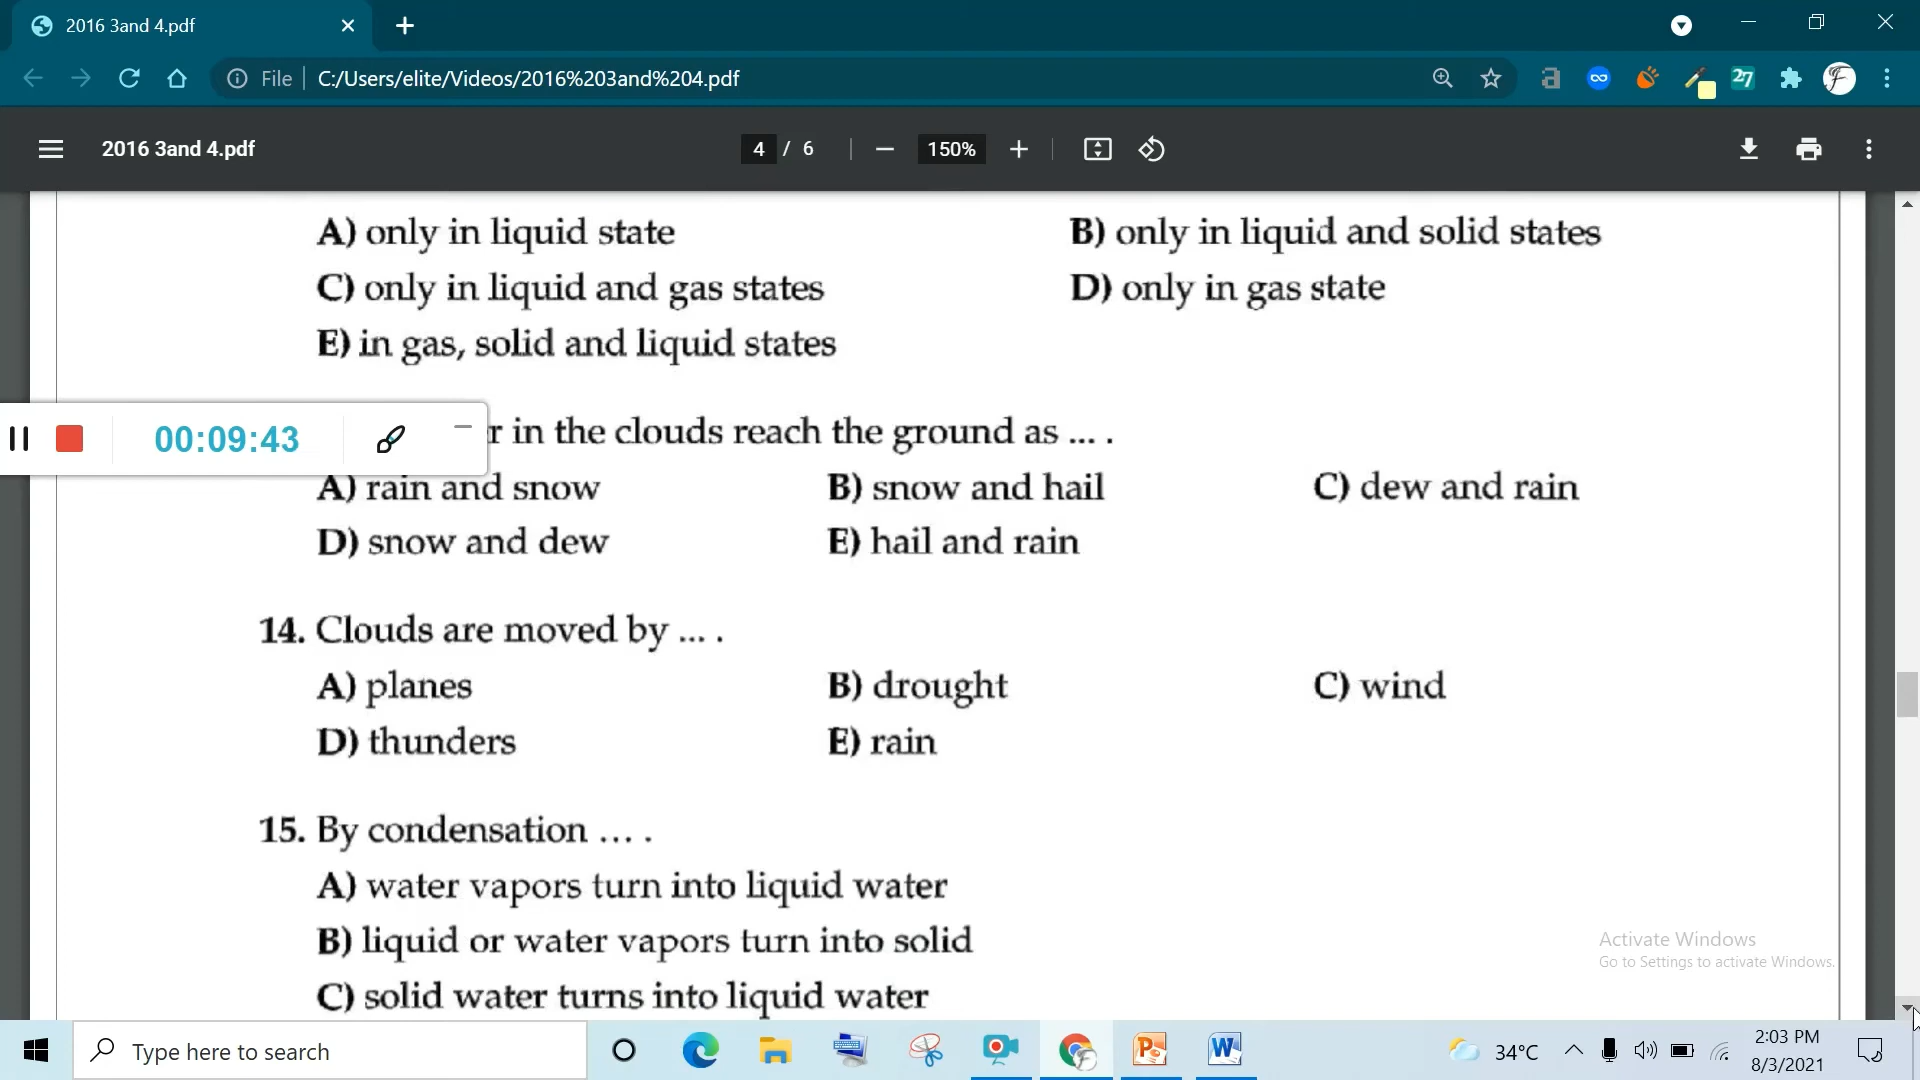 2016 3and 4.pdf
File
C:/Users/elite/Videos/2016%203and%204.pdf
27
2016 3and 4.pdf
4 / 6
150%
A) only in liquid state
B) only in liquid and solid states
C) only in liquid and gas states
D) only in gas state
E) in gas, solid and liquid states
00:09:43
r in the clouds reach the ground as ... .
A) rain and snow
B) snow and hail
C) dew and rain
D) snow and dew
E) hail and rain
14. Clouds are moved by ... .
A) planes
B) drought
C) wind
D) thunders
E) rain
15. By condensation ... .
A) water vapors turn into liquid water
B) liquid or water vapors turn into solid
C) solid water turns into liquid water
Activate Windows
Go to Settings to activate Windows.
Type here to search
34°C
2:03 PM
8/3/2021